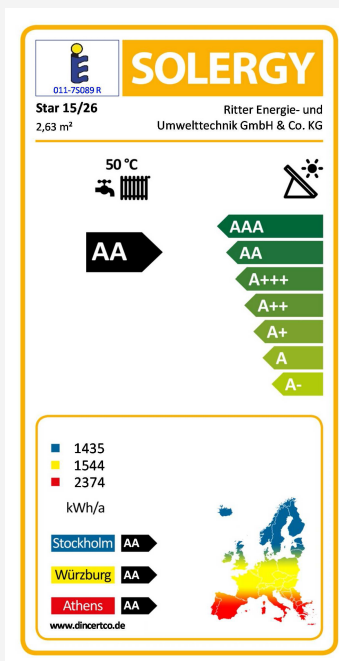 SOLERGY
011-7S089 R
Star 15/26
Ritter Energie- und
2,63 m²
Umwelttechnik GmbH & Co. KG
50 °C
AA
AAA
AA
A+++
A++
A+
A
A-
1435
1544
2374
kWh/a
Stockholm AA
Würzburg AA
Athens AA
www.dincertco.de